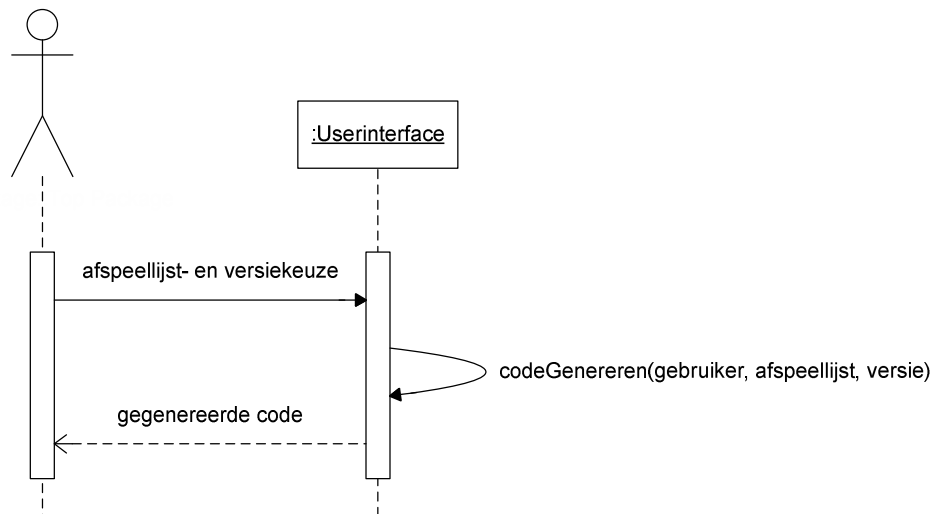 :Userinterface
afspeellijst- en versiekeuze
codeGenereren(gebruiker, afspeellijst, versie)
gegenereerde code